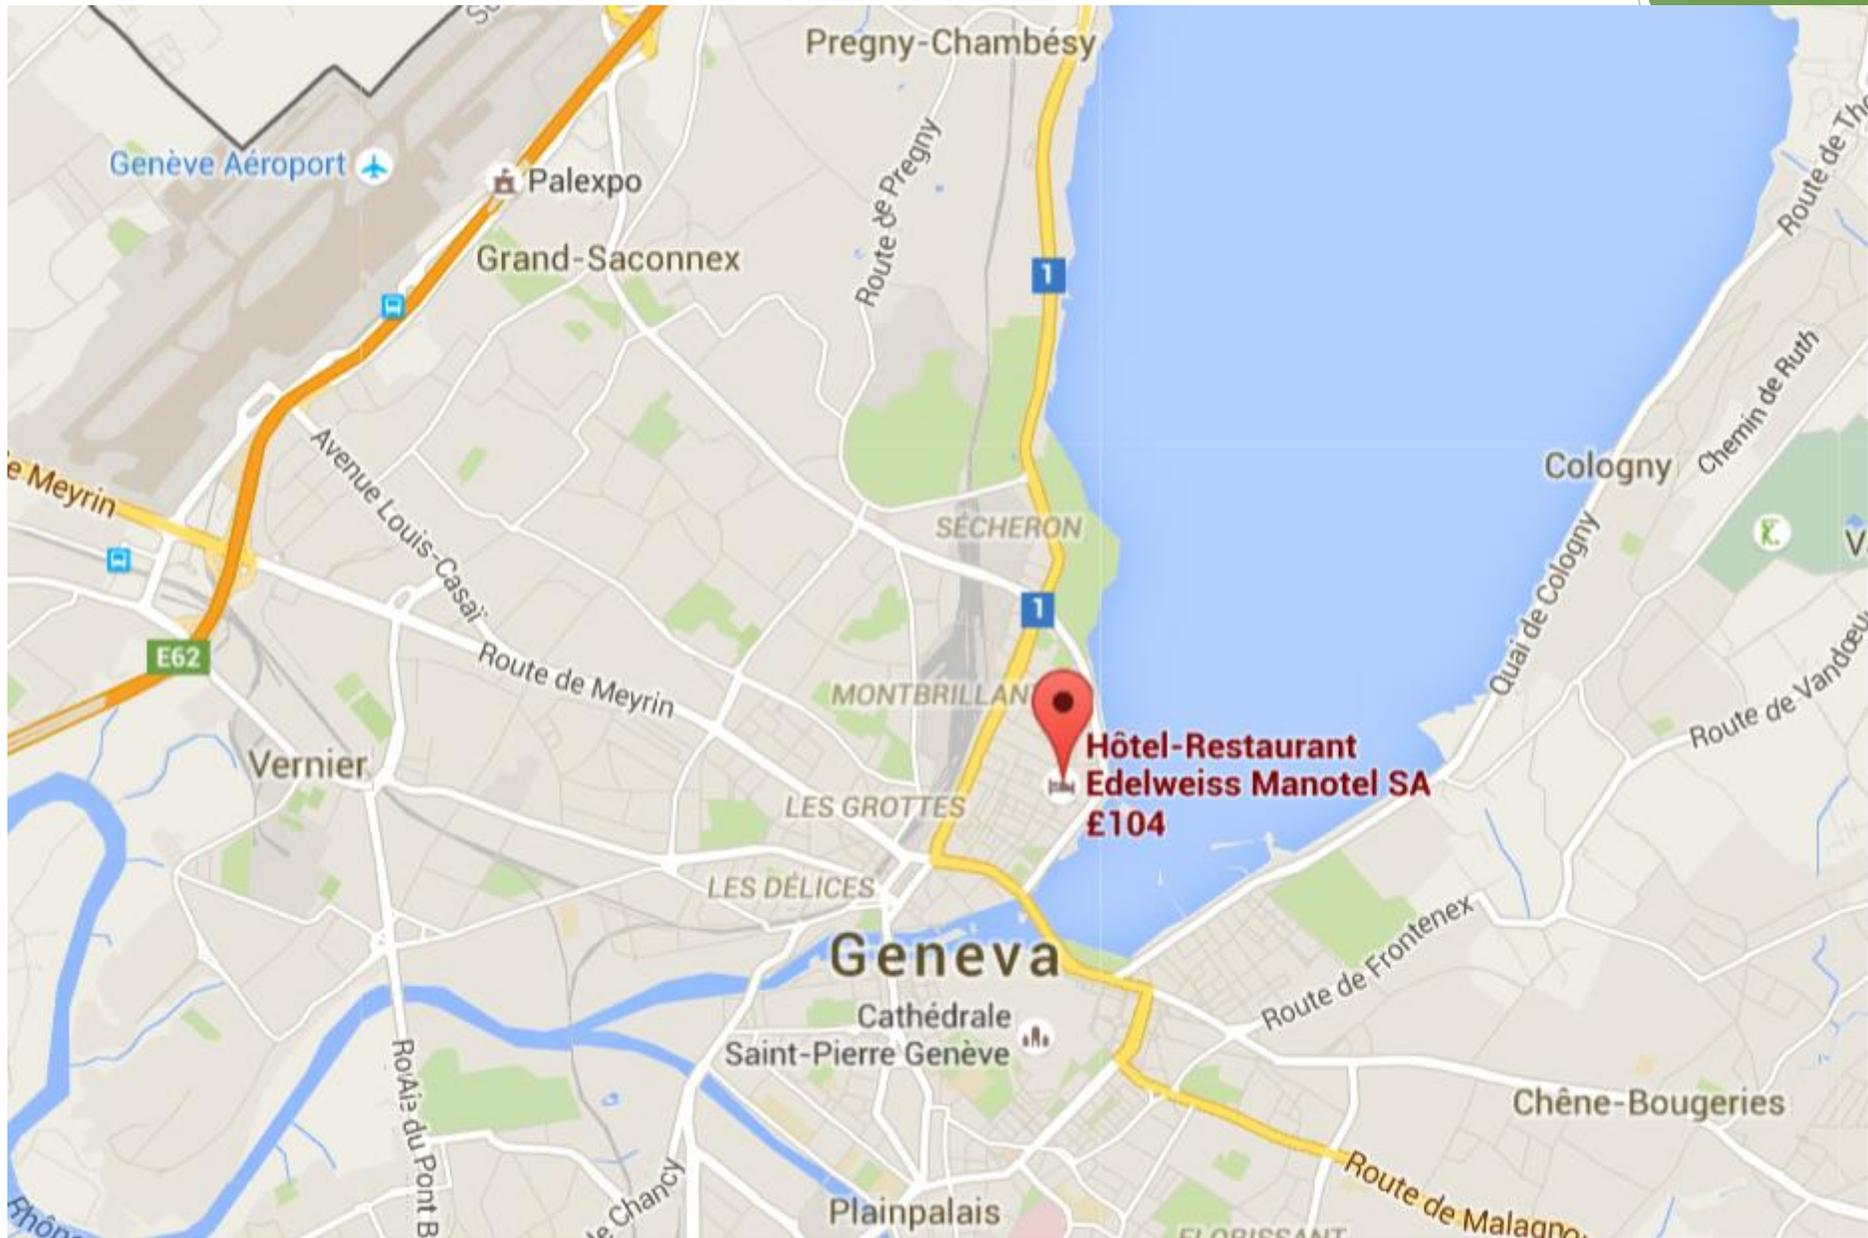 Pregny-Chambésy
Genève Aéroport
Palexpo
Route de Pregny
Grand-Saconnex
1
Route de
Chemin de Ruth
Cologny
Avenue Louis-Casaï
Meyrin
SÉCHERON
1
E62
Route de Meyrin
MONTBRILLAN
Quai de Cologny
Route de
Vernier
Hôtel-Restaurant
Edelweiss Manotel SA
£104
LES GROTTES
LES DÉLICES
Geneva
Route de Frontenex
Cathédrale
Saint-Pierre Genève
Chêne-Bougeries
du Pont B
Chancy
Plainpalais
Route de Malagno
FLORISSANT